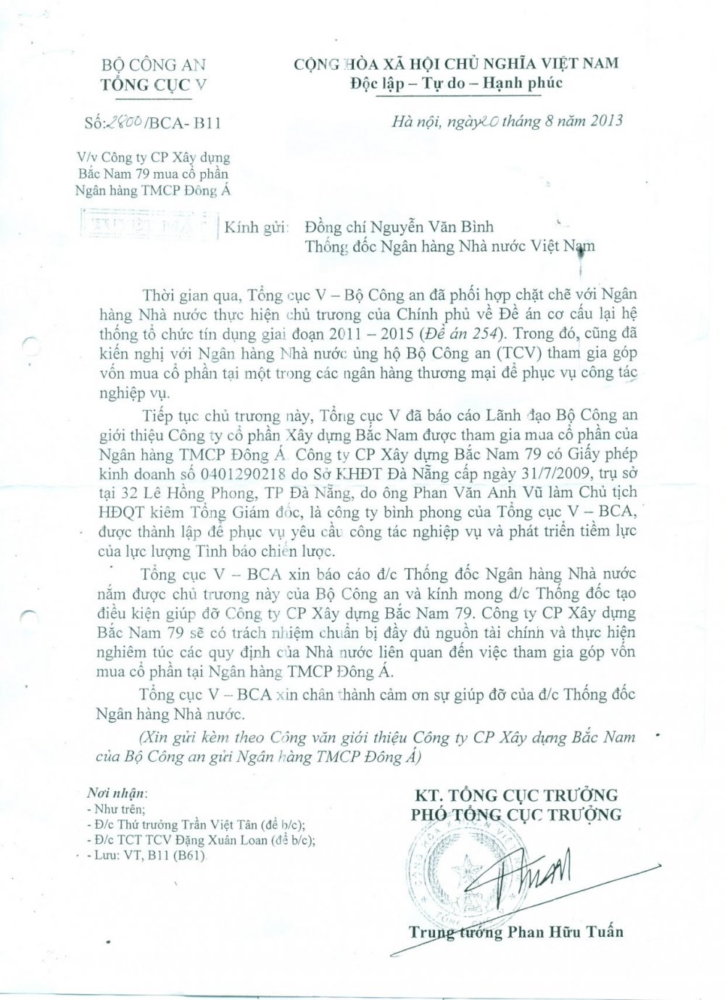 BỘ CÔNG AN
TỔNG CỤC V
CỘNG HÒA XÃ HỘI CHỦ NGHĨA VIỆT NAM
Độc lập – Tự do – Hạnh phúc
Số:2800/BCA- B11
Hà nội, ngày 20 tháng 8 năm 2013
V/v Công ty CP Xây dựng
Bắc Nam 79 mua cổ phần
Ngân hàng TMCP Đông Á
Kính gửi: Đồng chí Nguyễn Văn Bình
Thống đốc Ngân hàng Nhà nước Việt Nam
Thời gian qua, Tổng cục V – Bộ Công an đã phối hợp chặt chẽ với Ngân
hàng Nhà nước thực hiện chủ trương của Chính phủ về Đề án cơ cấu lại hệ
thống tổ chức tín dụng giai đoạn 2011 – 2015 (Đề án 254). Trong đó, cũng đã
kiến nghị với Ngân hàng Nhà nước ủng hộ Bộ Công an (TCV) tham gia góp
vốn mua cổ phần tại một trong các ngân hàng thương mại để phục vụ công tác
nghiệp vụ.
Tiếp tục chủ trương này, Tổng cục V đã báo cáo Lãnh đạo Bộ Công an
giới thiệu Công ty cổ phần Xây dựng Bắc Nam được tham gia mua cổ phần của
Ngân hàng TMCP Đông Á. Công ty CP Xây dựng Bắc Nam 79 có Giấy phép
kinh doanh số 0401290218 do Sở KHĐT Đà Nẵng cấp ngày 31/7/2009, trụ sở
tại 32 Lê Hồng Phong, TP Đà Nẵng, do ông Phan Văn Anh Vũ làm Chủ tịch
HĐQT kiêm Tổng Giám đốc, là công ty bình phong của Tổng cục V – BCA,
được thành lập để phục vụ yêu cầu công tác nghiệp vụ và phát triển tiềm lực
của lực lượng Tình báo chiến lược.
Tổng cục V – BCA xin báo cáo đ/c Thống đốc Ngân hàng Nhà nước
nắm được chủ trương này của Bộ Công an và kính mong đ/c Thống đốc tạo
điều kiện giúp đỡ Công ty CP Xây dựng Bắc Nam 79. Công ty CP Xây dựng
Bắc Nam 79 sẽ có trách nhiệm chuẩn bị đầy đủ nguồn tài chính và thực hiện
nghiêm túc các quy định của Nhà nước liên quan đến việc tham gia góp vốn
mua cổ phần tại Ngân hàng TMCP Đông Á.
Tổng cục V – BCA xin chân thành cảm ơn sự giúp đỡ của đ/c Thống đốc
Ngân hàng Nhà nước.
(Xin gửi kèm theo Công văn giới thiệu Công ty CP Xây dựng Bắc Nam
của Bộ Công an gửi Ngân hàng TMCP Đông Á)
Nơi nhận:
- Như trên;
- Đ/c Thứ trưởng Trần Việt Tân (để b/c);
- Đ/c TCT TCV Đặng Xuân Loan (để b/c);
- Lưu: VT, B11 (B61)
KT. TỔNG CỤC TRƯỞNG
PHÓ TỔNG CỤC TRƯỞNG
Trung tướng Phan Hữu Tuấn